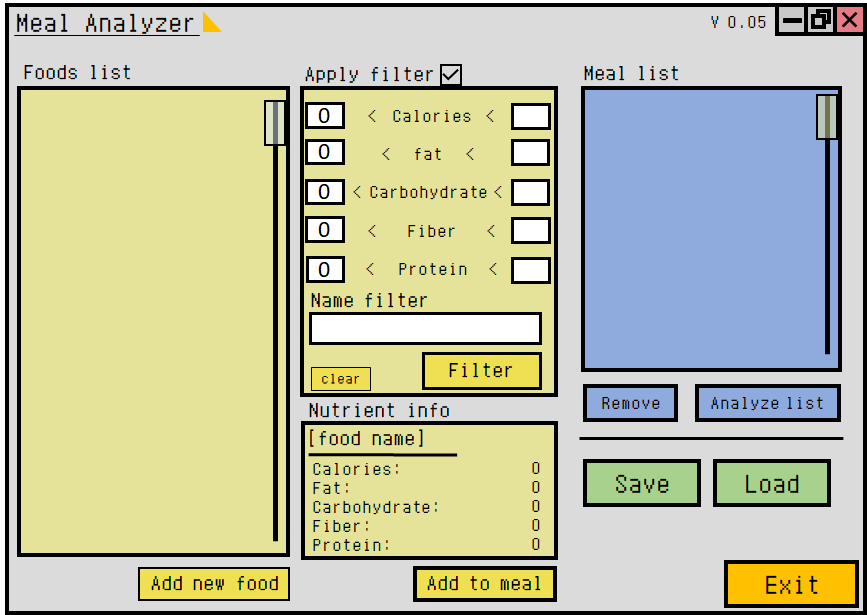 Meal Analyzer
V 0.05
Foods list
Apply filter
0 < Calories <
0 < fat <
0 < Carbohydrate <
0 < Fiber <
0 < Protein <
Name filter
clear
Filter
Nutrient info
[food name]
Calories: 0
Fat: 0
Carbohydrate: 0
Fiber: 0
Protein: 0
Add new food
Add to meal
Meal list
Remove
Analyze list
Save
Load
Exit